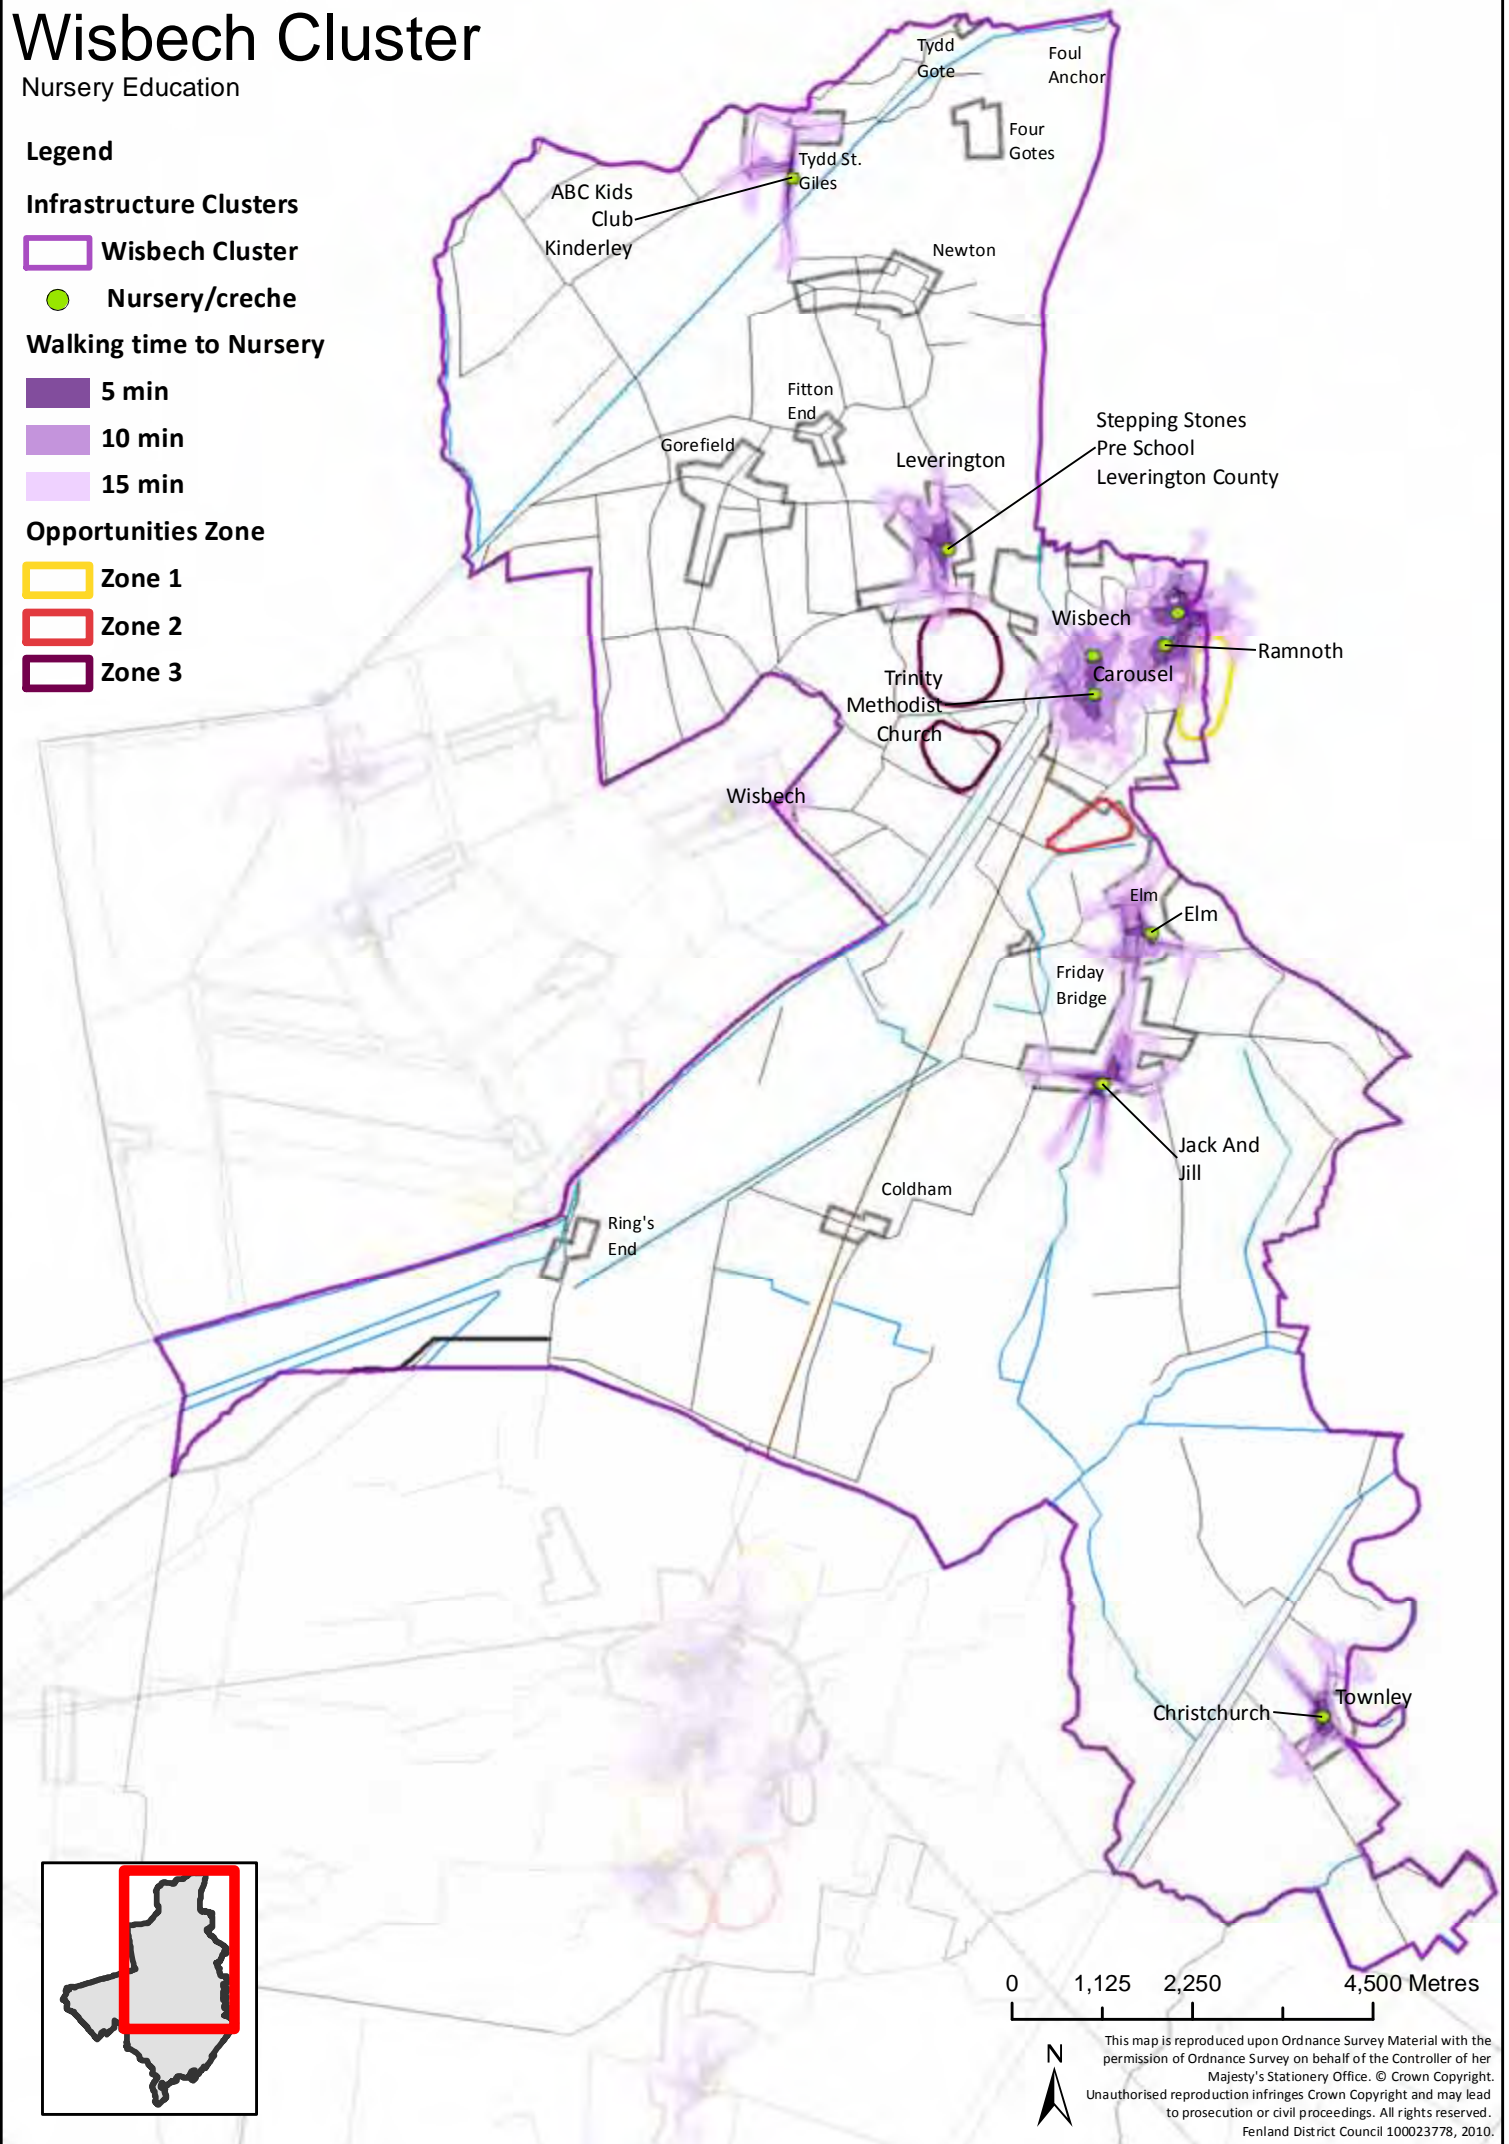 Wisbech Cluster
Nursery Education
Legend
Infrastructure Clusters
Wisbech Cluster
Nursery/creche
Walking time to Nursery
5 min
10 min
15 min
Opportunities Zone
Zone 1
Zone 2
Zone 3
Tydd
Gote
Foul
Anchor
Four
Gotes
Tydd St.
Giles
ABC Kids
Club
Kinderley
Newton
Fitton
End
Gorefield
Leverington
Stepping Stones
Pre School
Leverington County
Wisbech
Ramnoth
Carousel
Trinity
Methodist
Church
Wisbech
Elm
Elm
Friday
Bridge
Jack And
Jill
Coldham
Ring's
End
Townley
Christchurch
0 1,125 2,250 4,500 Metres
N
This map is reproduced upon Ordnance Survey Material with the
permission of Ordnance Survey on behalf of the Controller of her
Majesty's Stationery Office. © Crown Copyright.
Unauthorised reproduction infringes Crown Copyright and may lead
to prosecution or civil proceedings. All rights reserved.
Fenland District Council 100023778, 2010.